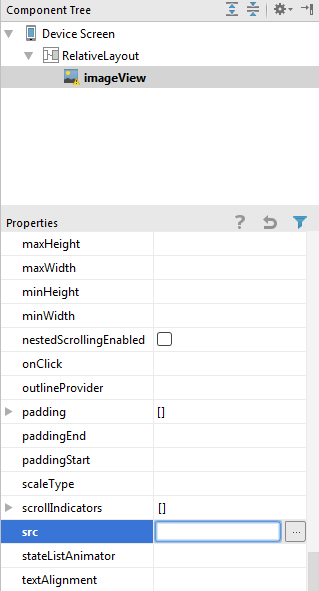 Component Tree
Device Screen
RelativeLayout
imageView
Properties
?
maxHeight
maxWidth
minHeight
minWidth
nestedScrollingEnabled
onClick
outlineProvider
padding []
paddingEnd
paddingStart
scaleType
scrollIndicators []
src ...
stateListAnimator
textAlignment